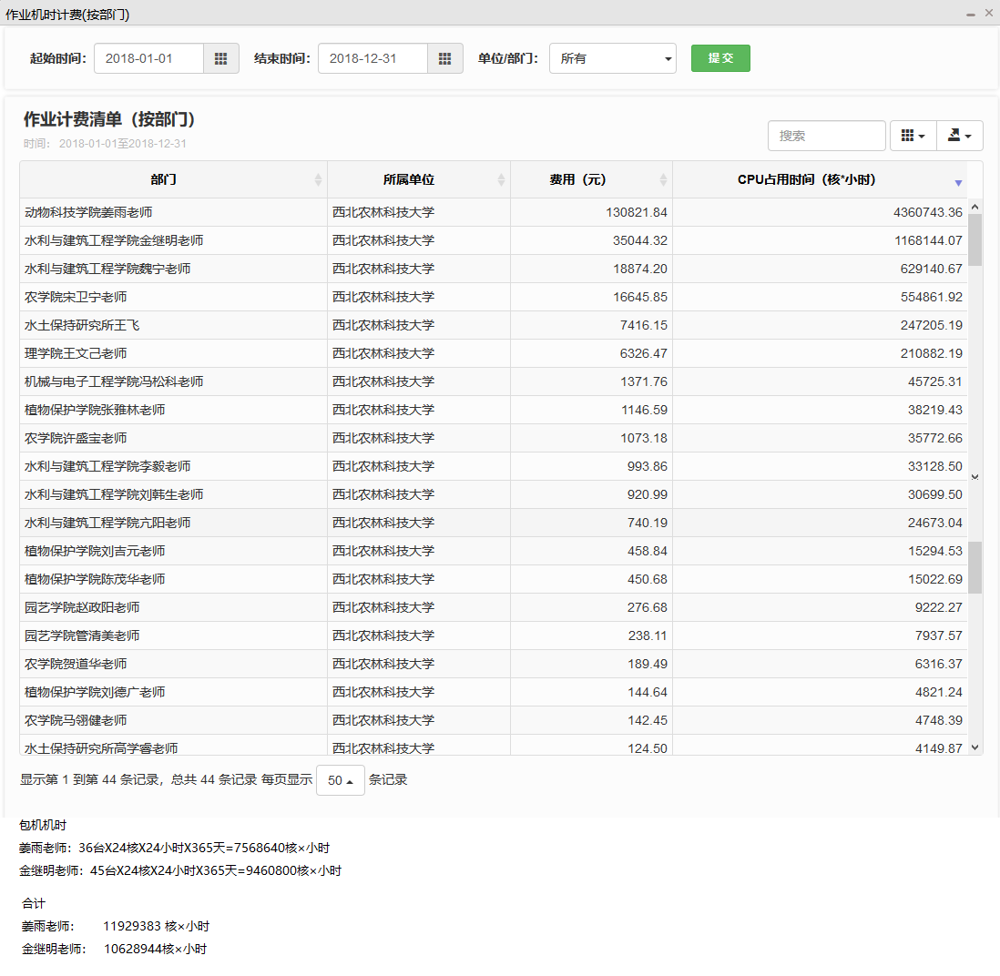 作业机时计费(按部门)
起始时间: 2018-01-01 结束时间: 2018-12-31 单位/部门: 所有 提交
作业计费清单（按部门）
时间: 2018-01-01至2018-12-31
搜索
部门 所属单位 费用（元） CPU占用时间（核*小时）
动物科技学院姜雨老师 西北农林科技大学 130821.84 4360743.36
水利与建筑工程学院金继明老师 西北农林科技大学 35044.32 1168144.07
水利与建筑工程学院魏宁老师 西北农林科技大学 18874.20 629140.67
农学院宋卫宁老师 西北农林科技大学 16645.85 554861.92
水土保持研究所王飞 西北农林科技大学 7416.15 247205.19
理学院王文己老师 西北农林科技大学 6326.47 210882.19
机械与电子工程学院冯松科老师 西北农林科技大学 1371.76 45725.31
植物保护学院张雅林老师 西北农林科技大学 1146.59 38219.43
农学院许盛宝老师 西北农林科技大学 1073.18 35772.66
水利与建筑工程学院李毅老师 西北农林科技大学 993.86 33128.50
水利与建筑工程学院刘韩生老师 西北农林科技大学 920.99 30699.50
水利与建筑工程学院亢阳老师 西北农林科技大学 740.19 24673.04
植物保护学院刘吉元老师 西北农林科技大学 458.84 15294.53
植物保护学院陈茂华老师 西北农林科技大学 450.68 15022.69
园艺学院赵政阳老师 西北农林科技大学 276.68 9222.27
园艺学院管清美老师 西北农林科技大学 238.11 7937.57
农学院贺道华老师 西北农林科技大学 189.49 6316.37
植物保护学院刘德广老师 西北农林科技大学 144.64 4821.24
农学院马翎健老师 西北农林科技大学 142.45 4748.39
水土保持研究所高学睿老师 西北农林科技大学 124.50 4149.87
显示第 1 到第 44 条记录，总共 44 条记录 每页显示 50 条记录
包机机时
姜雨老师：36台X24核X24小时X365天=7568640核×小时
金继明老师：45台X24核X24小时X365天=9460800核×小时
合计
姜雨老师： 11929383 核×小时
金继明老师： 10628944核×小时